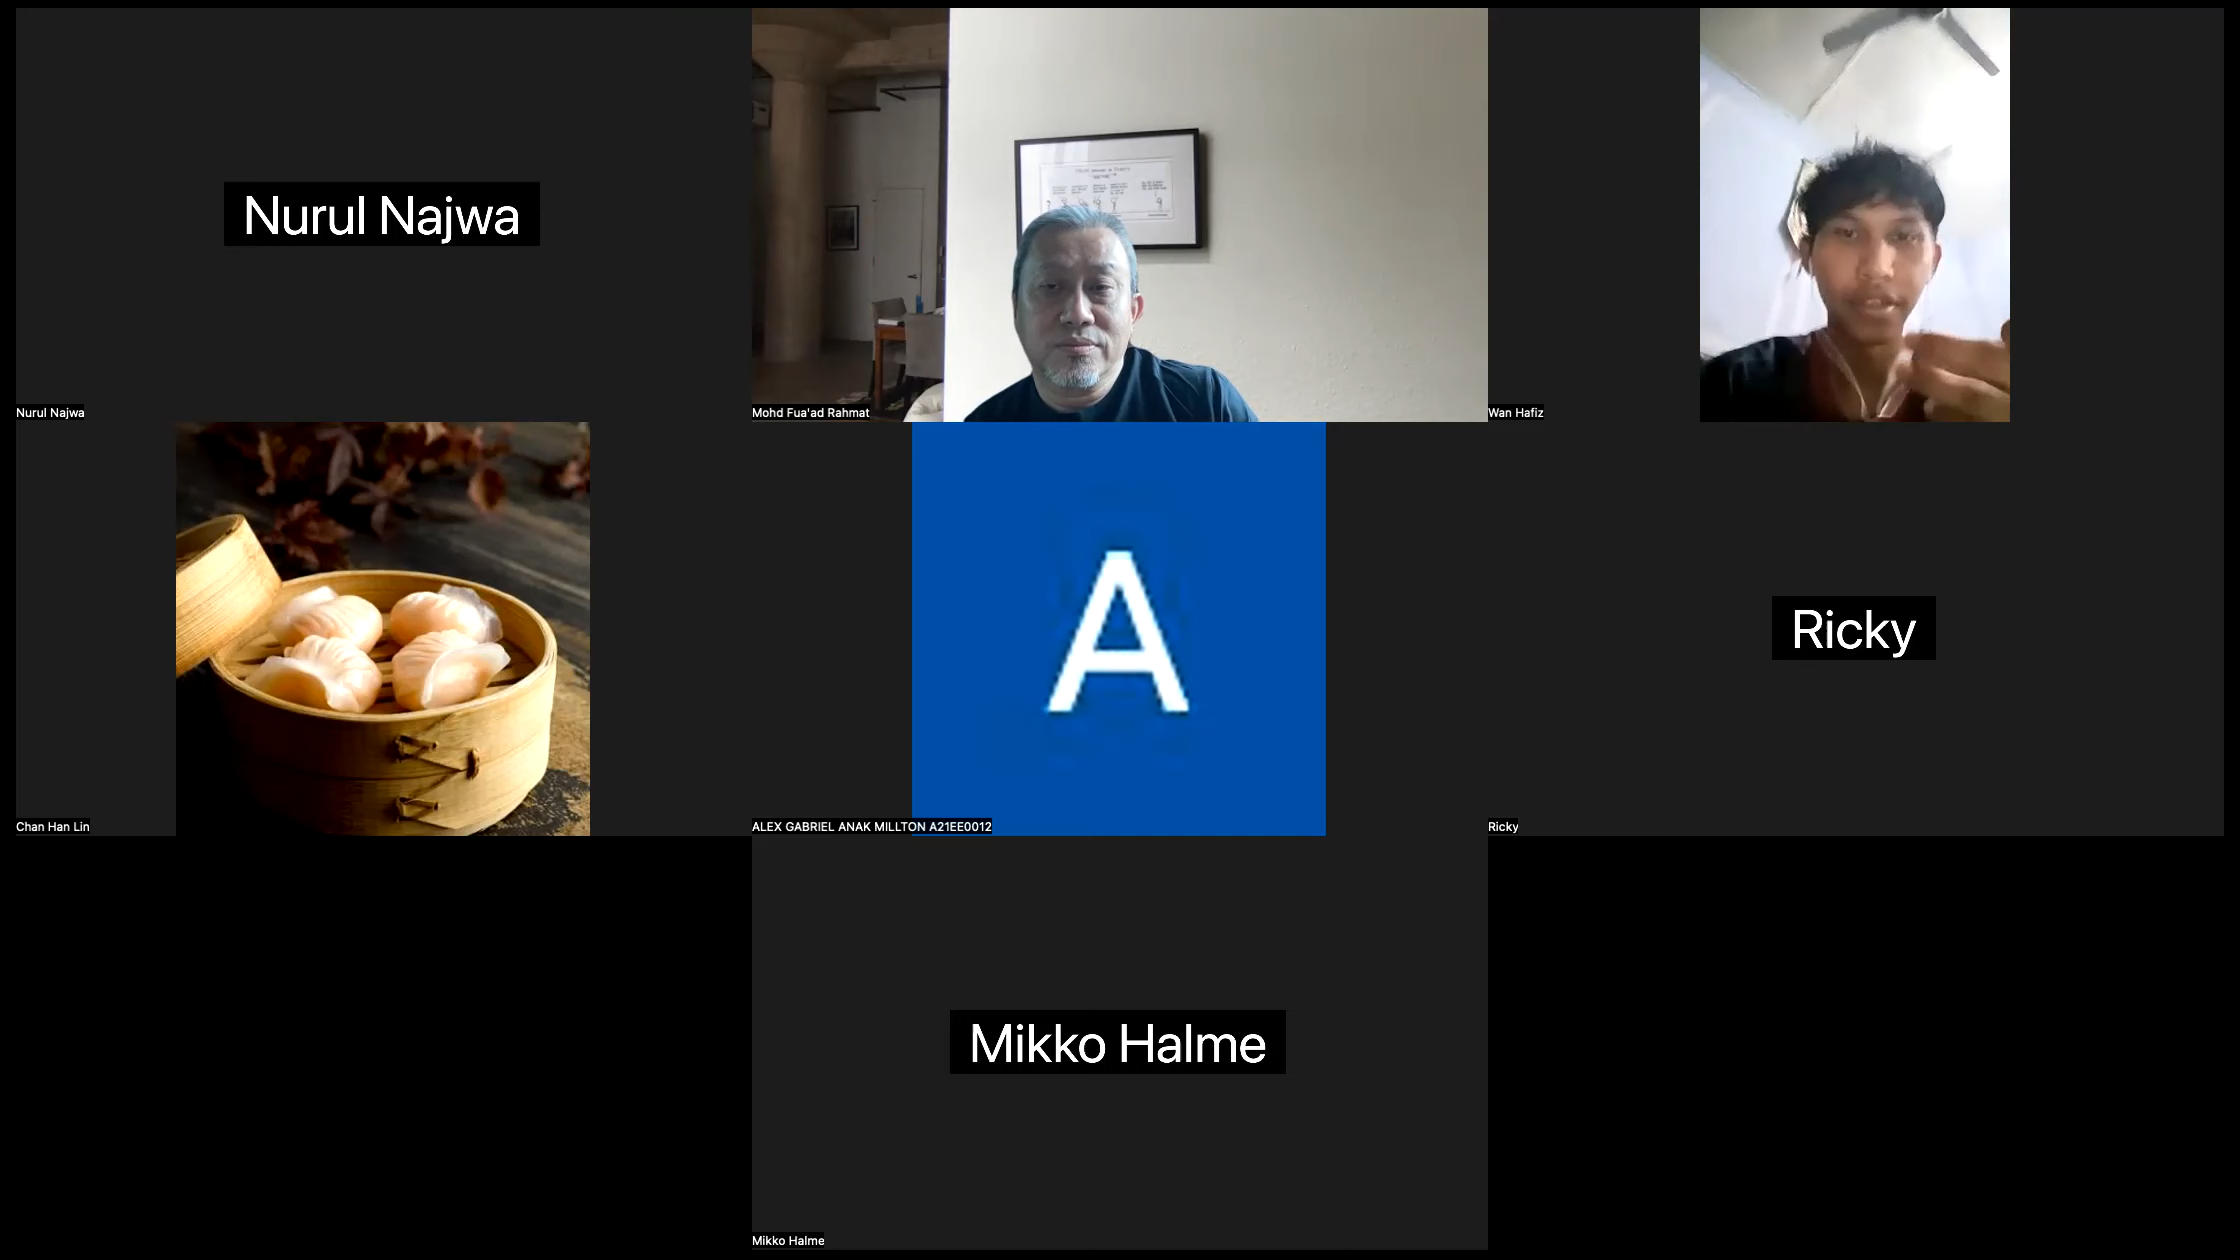 Nurul Najwa
Nurul Najwa
Mohd Fua'ad Rahmat
Wan Hafiz
Chan Han Lin
A
ALEX GABRIEL ANAK MILLTON A21EE0012
Ricky
Ricky
Mikko Halme
Mikko Halme